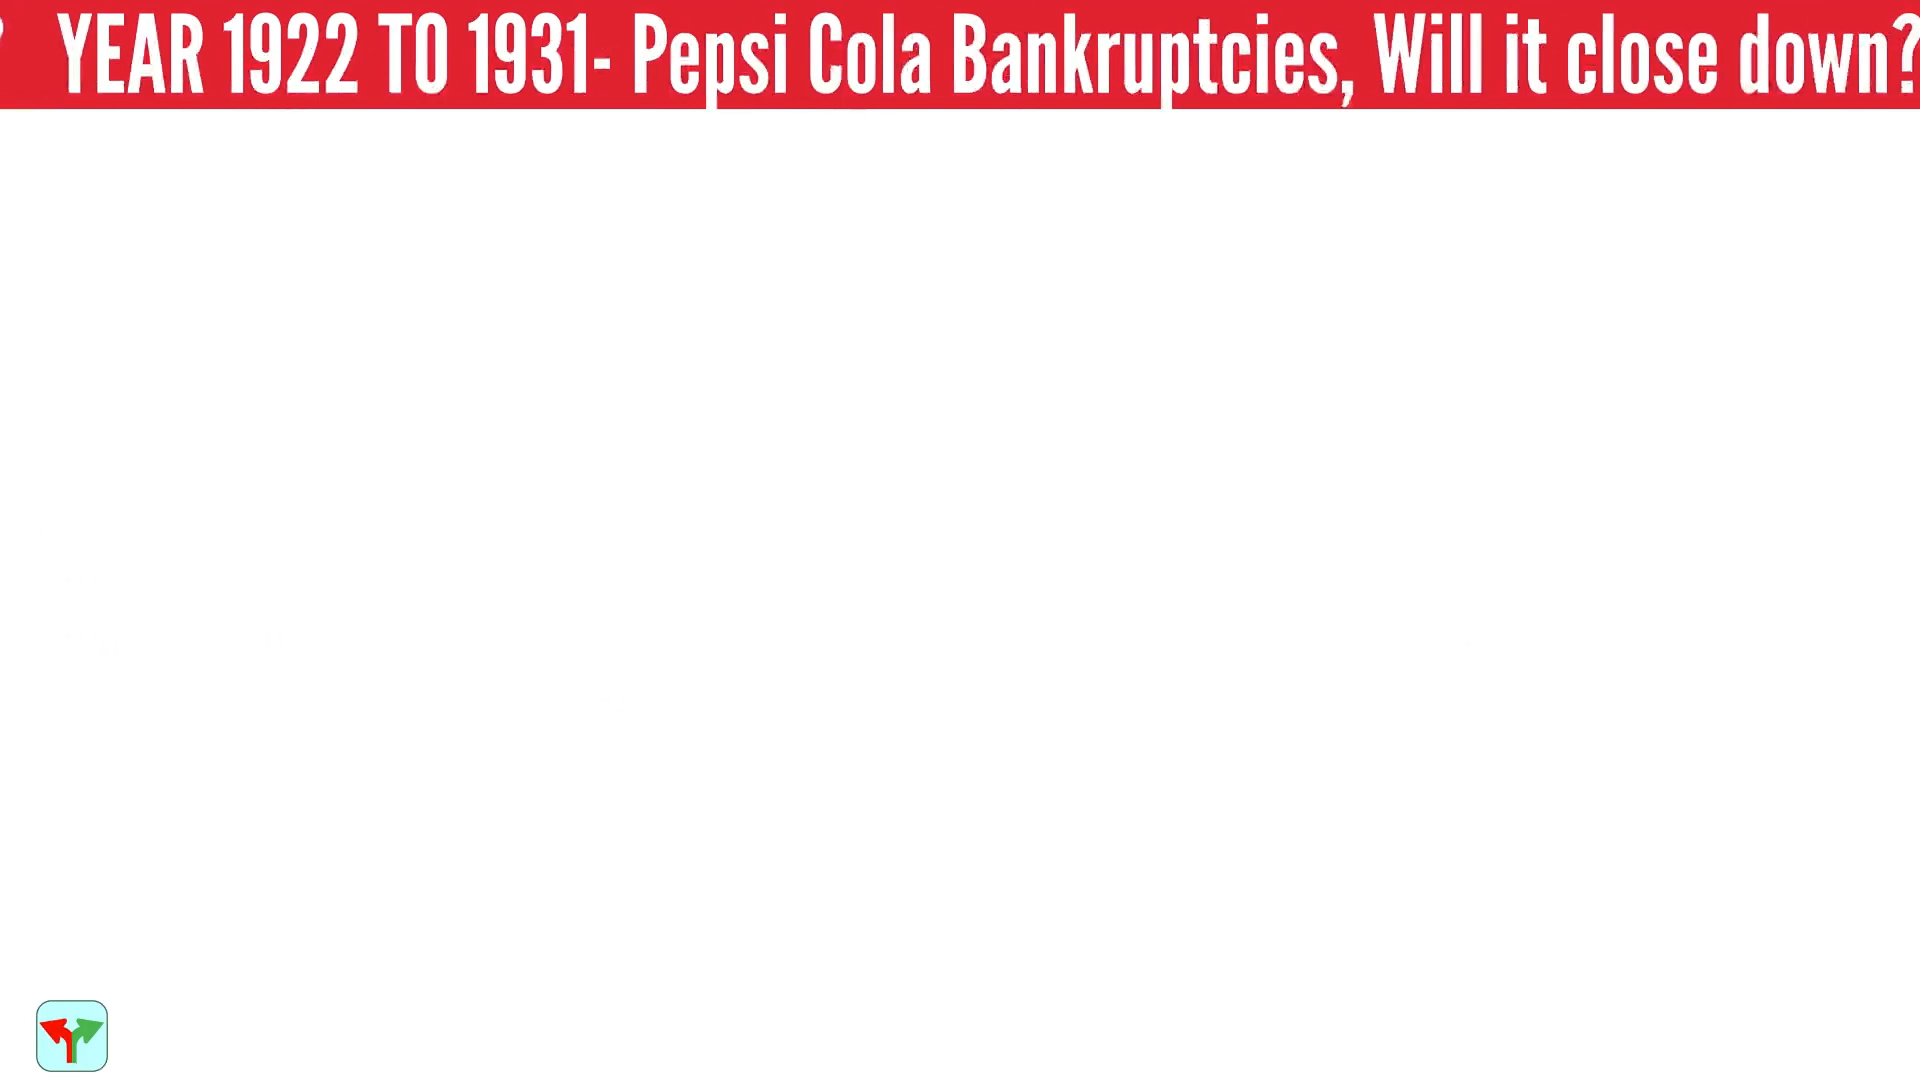 YEAR 1922 TO 1931- Pepsi Cola Bankruptcies, Will it close down?